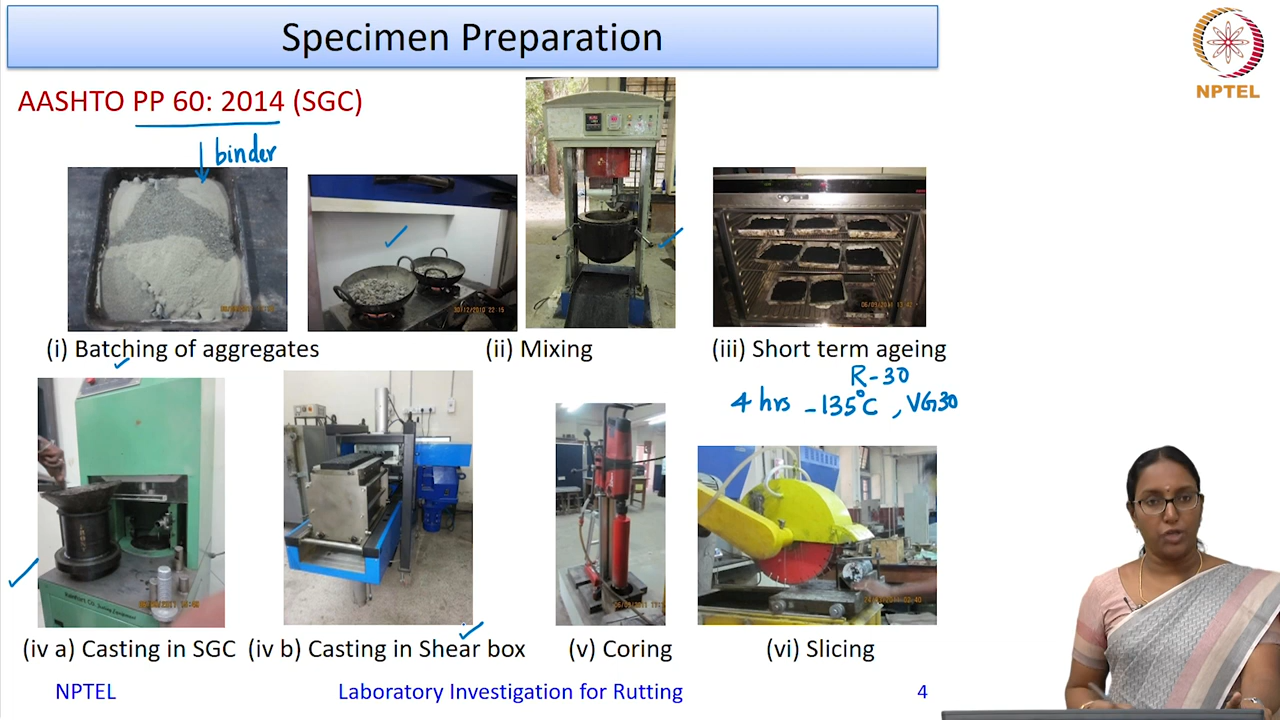 Specimen Preparation
NPTEL
AASHTO PP 60: 2014 (SGC)
binder
(i) Batching of aggregates
(ii) Mixing
(iii) Short term ageing
R-30
4 hrs - 135°C , VG30
(iv a) Casting in SGC
(iv b) Casting in Shear box
(v) Coring
(vi) Slicing
NPTEL
Laboratory Investigation for Rutting
4